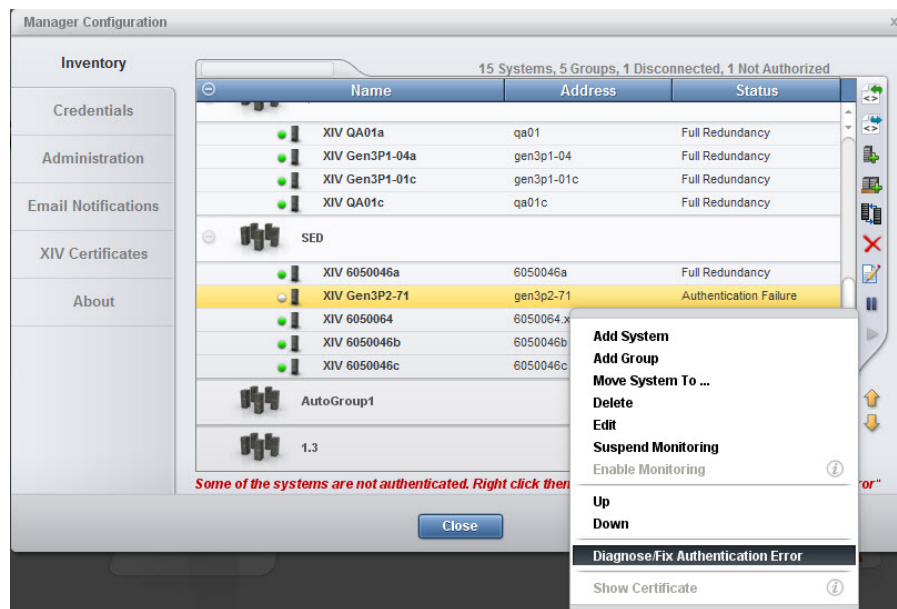 Manager Configuration
x
Inventory
Credentials
Administration
Email Notifications
XIV Certificates
About
15 Systems, 5 Groups, 1 Disconnected, 1 Not Authorized
Name Address Status
XIV QA01a qa01 Full Redundancy
XIV Gen3P1-04a gen3p1-04 Full Redundancy
XIV Gen3P1-01c gen3p1-01c Full Redundancy
XIV QA01c qa01c Full Redundancy
SED
XIV 6050046a 6050046a Full Redundancy
XIV Gen3P2-71 gen3p2-71 Authentication Failure
XIV 6050064 6050064.x
XIV 6050046b 6050046b
XIV 6050046c 6050046c
AutoGroup1
1.3
Some of the systems are not authenticated. Right click then or"
Close
Add System
Add Group
Move System To ...
Delete
Edit
Suspend Monitoring
Enable Monitoring
Up
Down
Diagnose/Fix Authentication Error
Show Certificate